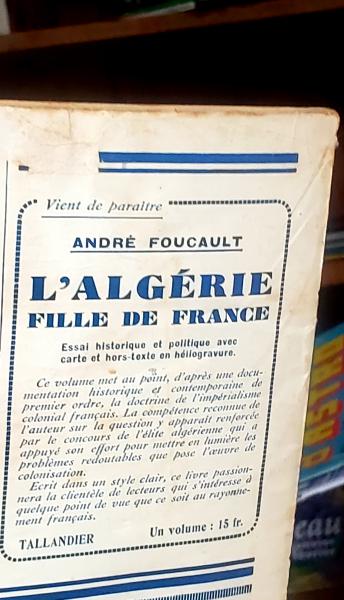 Vient de paraître
ANDRÉ FOUCAULT
L'ALGÉRIE
FILLE DE FRANCE
Essai historique et politique avec
carte et hors-texte en héliogravure.
Ce volume met au point, d'après une docu-
mentation historique et contemporaine de
premier ordre, la doctrine de l'impérialisme
colonial français. La compétence reconnue de
l'auteur sur la question y apparaît renforcée
par le concours de l'élite algérienne qui a
appuyé son effort pour mettre en lumière les
problèmes redoutables que pose l'œuvre de
colonisation.
Ecrit dans un style clair, ce livre passion-
nera la clientèle de lecteurs qui s'intéresse à
quelque point de vue que ce soit au rayonne-
ment français.
TALLANDIER
Un volume : 15 fr.
eau